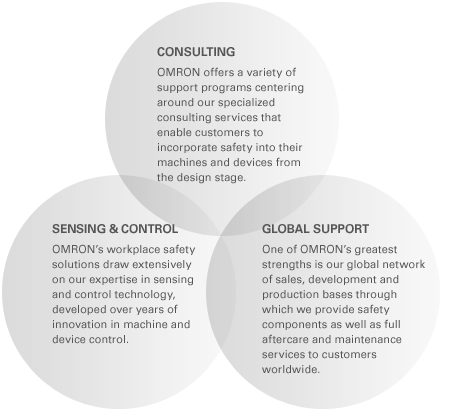 CONSULTING
OMRON offers a variety of
support programs centering
around our specialized
consulting services that
enable customers to
incorporate safety into their
machines and devices from
the design stage.
SENSING & CONTROL
OMRON's workplace safety
solutions draw extensively
on our expertise in sensing
and control technology,
developed over years of
innovation in machine and
device control.
GLOBAL SUPPORT
One of OMRON's greatest
strengths is our global network
of sales, development and
production bases through
which we provide safety
components as well as full
aftercare and maintenance
services to customers
worldwide.